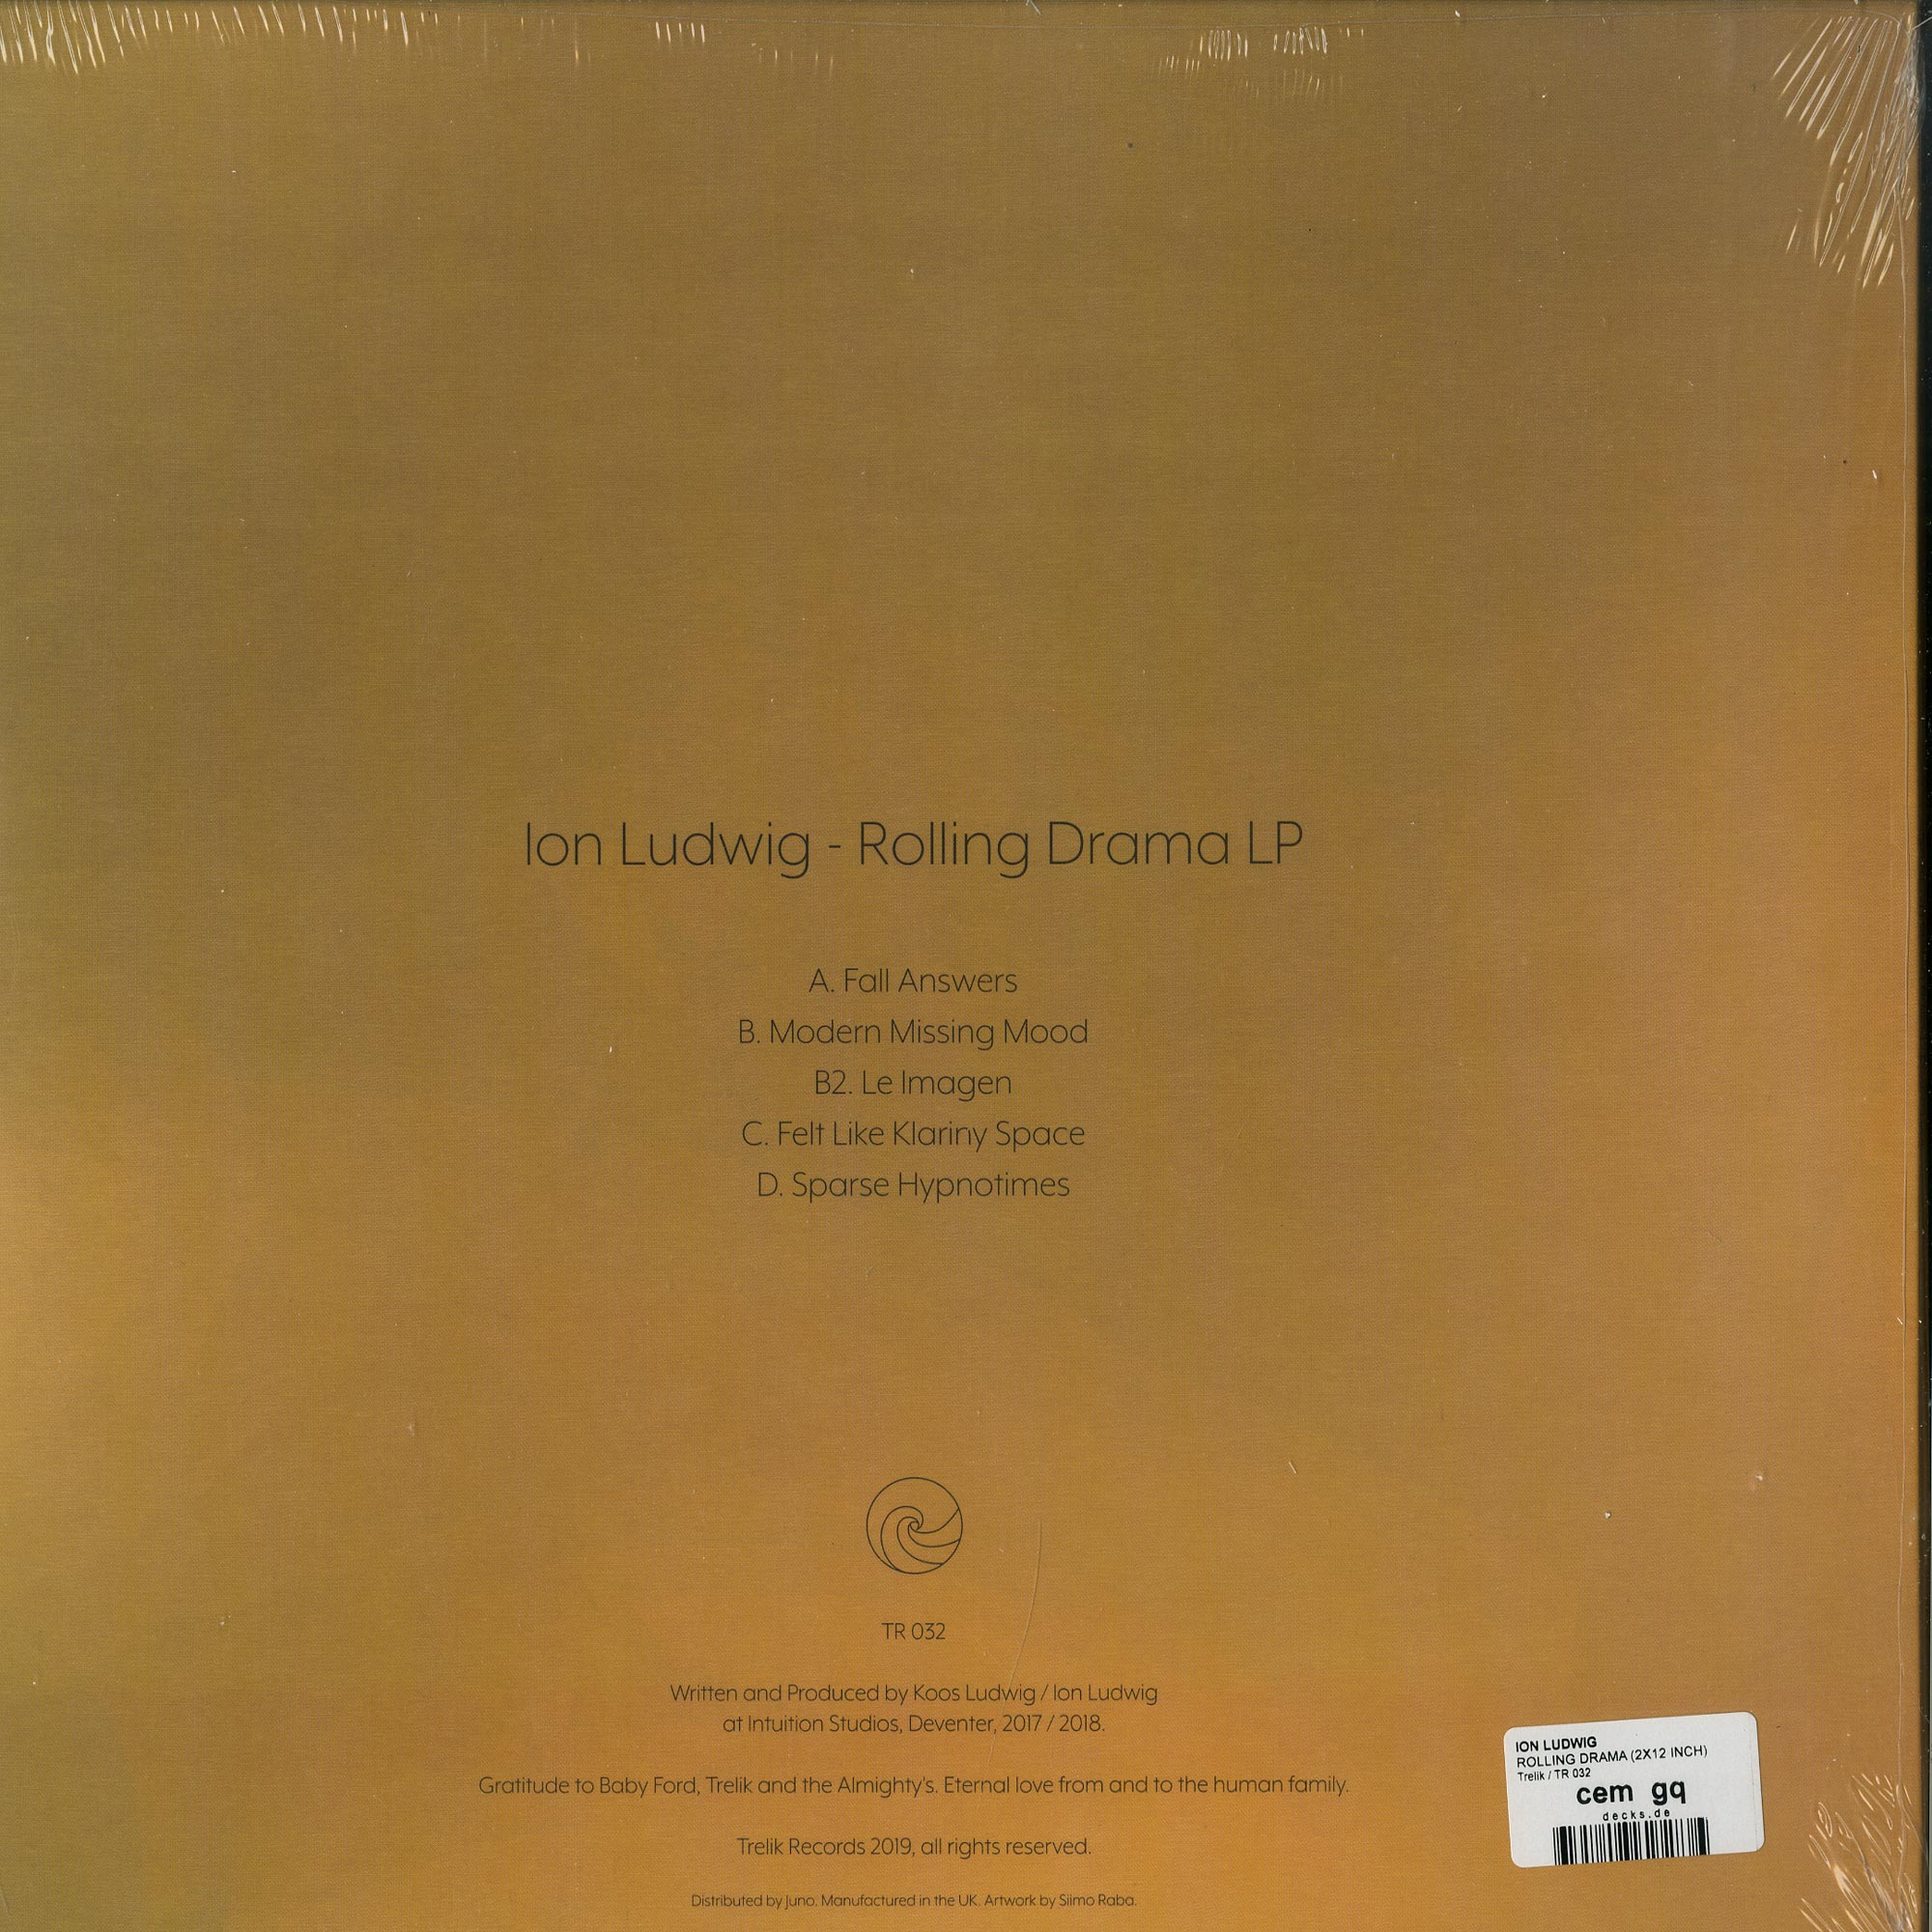 Ion Ludwig - Rolling Drama LP
A. Fall Answers
B. Modern Missing Mood
B2. Le Imagen
C. Felt Like Klariny Space
D. Sparse Hypnotimes
TR 032
Written and Produced by Koos Ludwig / Ion Ludwig
at Intuition Studios, Deventer, 2017 / 2018.
Gratitude to Baby Ford, Trelik and the Almighty's. Eternal love from and to the human family.
Trelik Records 2019, all rights reserved.
Distributed by Juno. Manufactured in the UK. Artwork by Siimo Raba.
ION LUDWIG
ROLLING DRAMA (2X12 INCH)
Trelik / TR 032
cem gq
decks.de